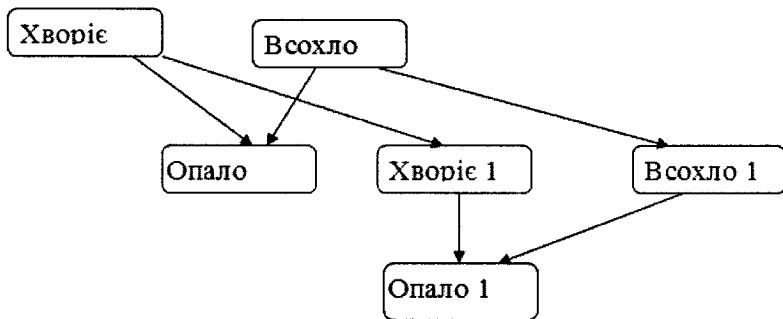 Хворіє
Всохло
Опало
Хворіє 1
Всохло 1
Опало 1